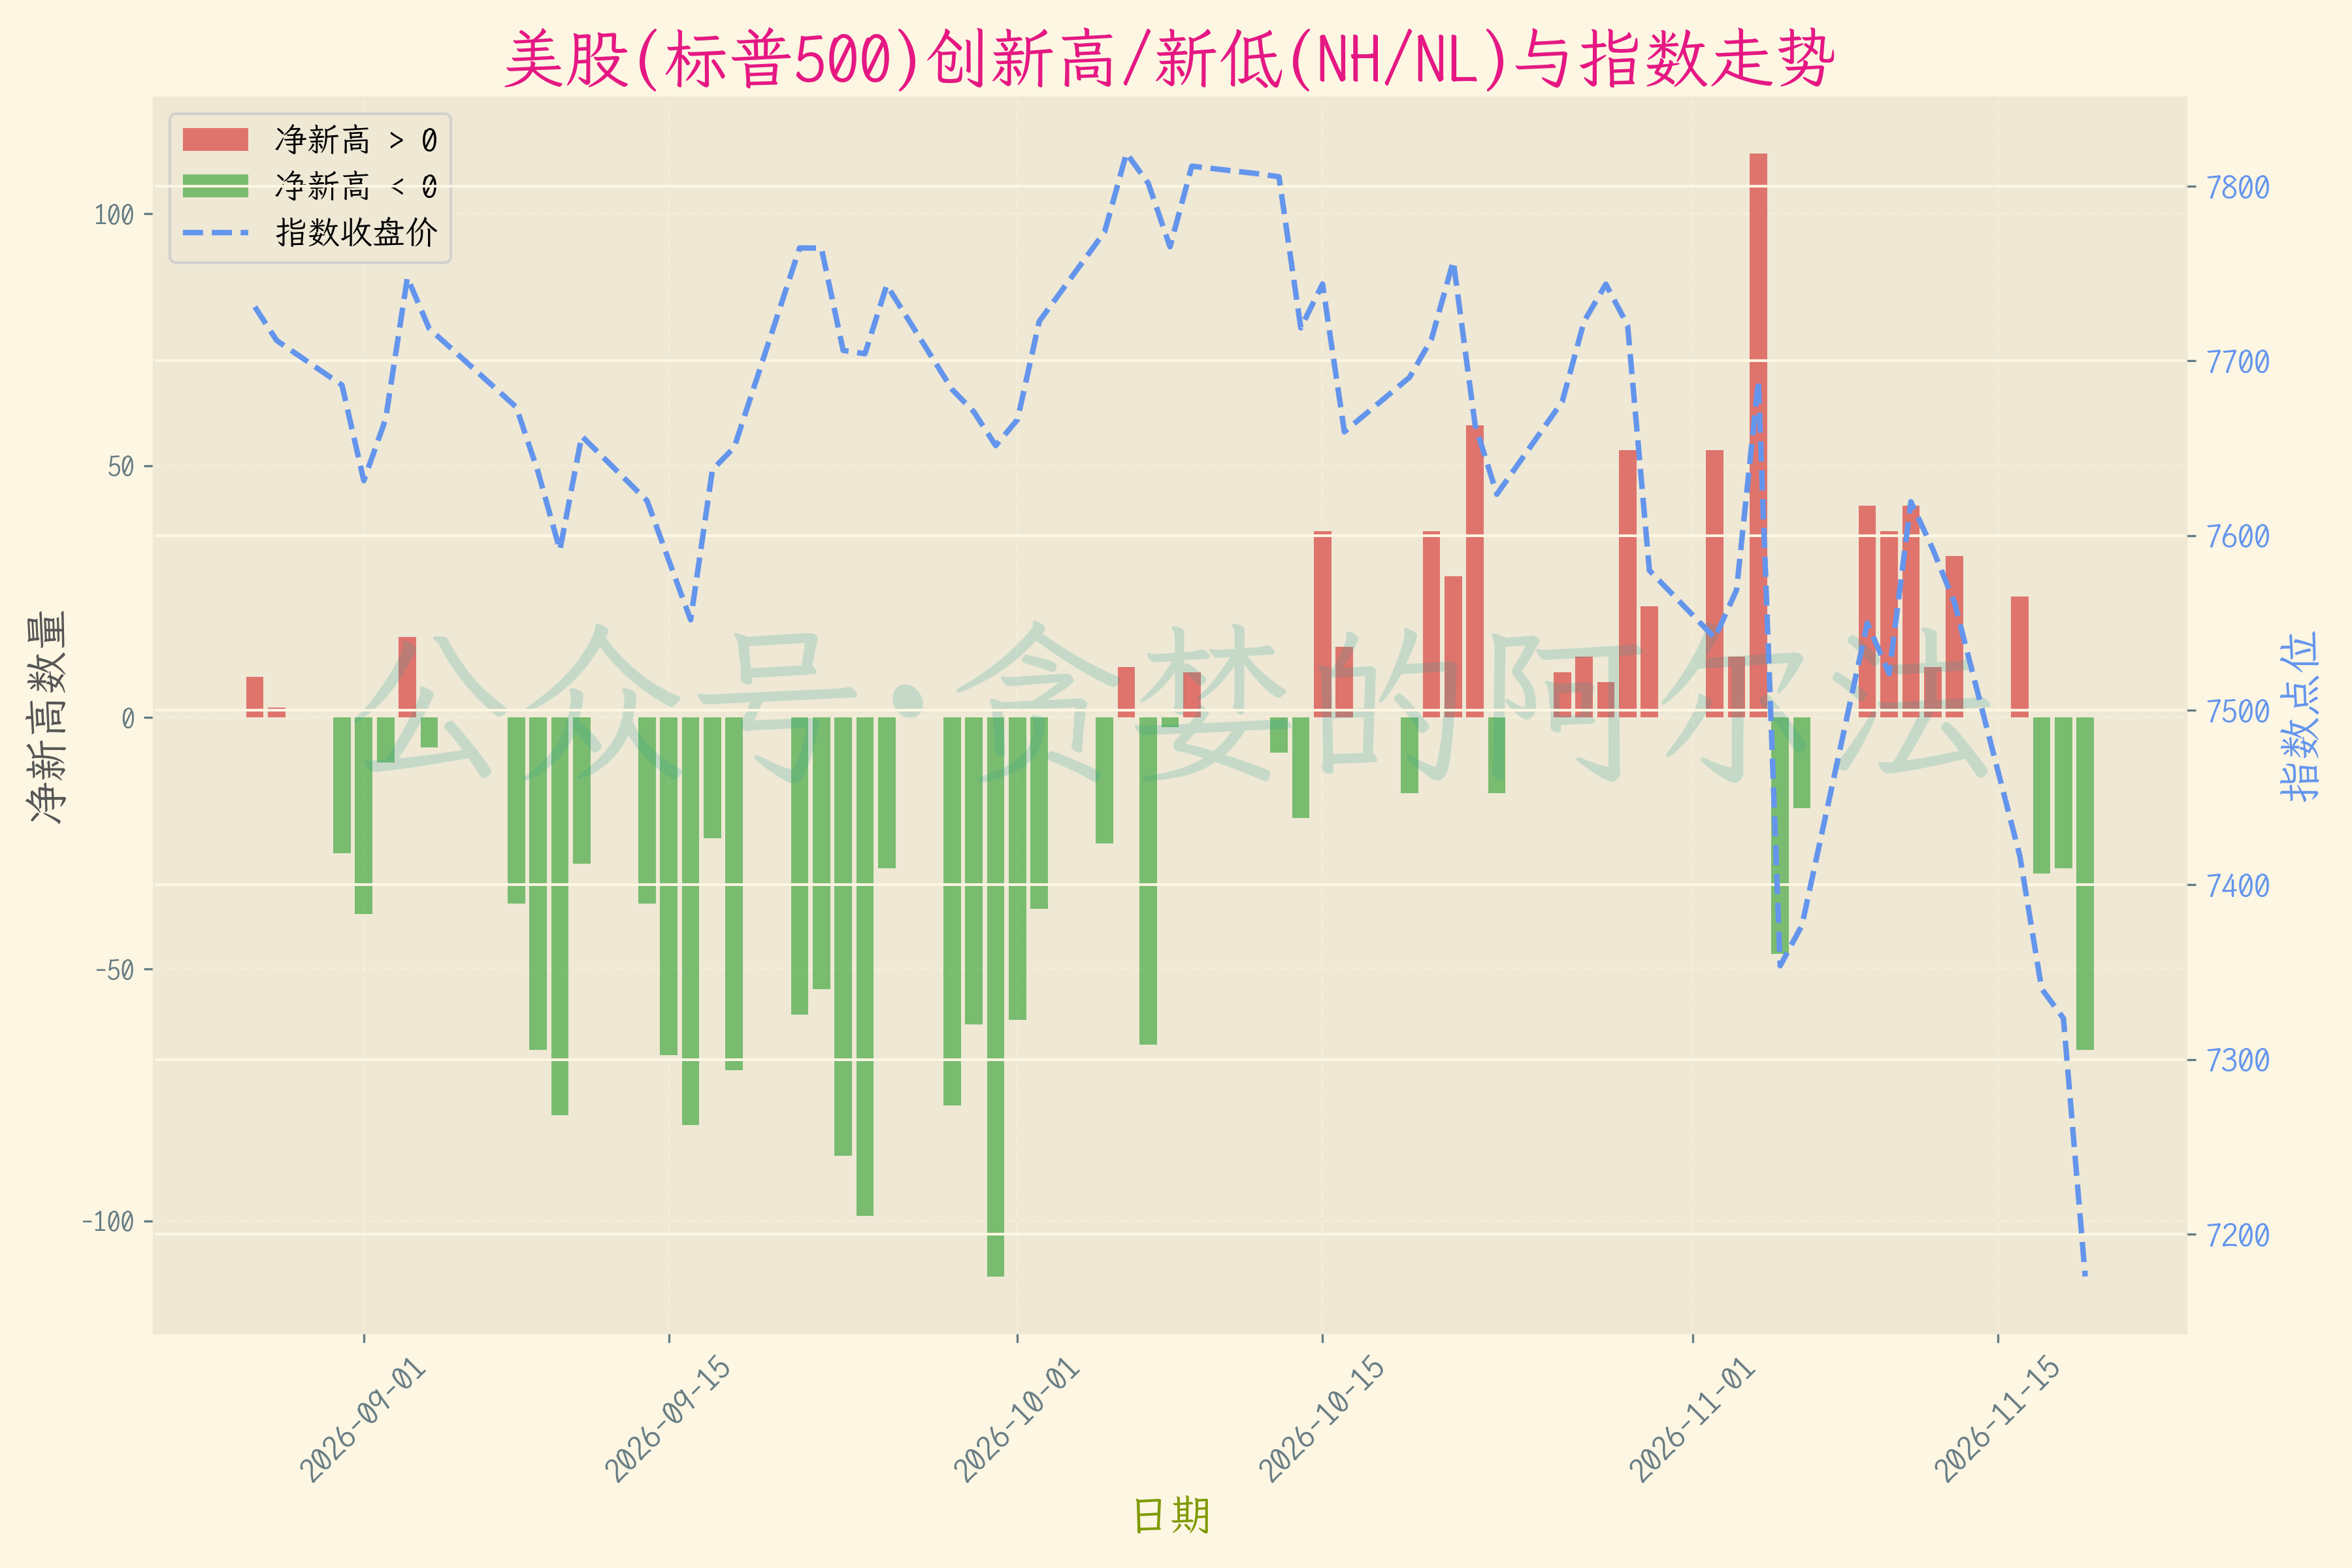 美股(标普500)创新高/新低(NH/NL)与指数走势
净新高 > 0
净新高 < 0
指数收盘价
净新高数量
100
50
0
-50
-100
7800
7700
7600
7500
7400
7300
7200
指数点位
公众号·贪婪的阿尔法
2026-09-01
2026-09-15
2026-10-01
2026-10-15
2026-11-01
2026-11-15
日期